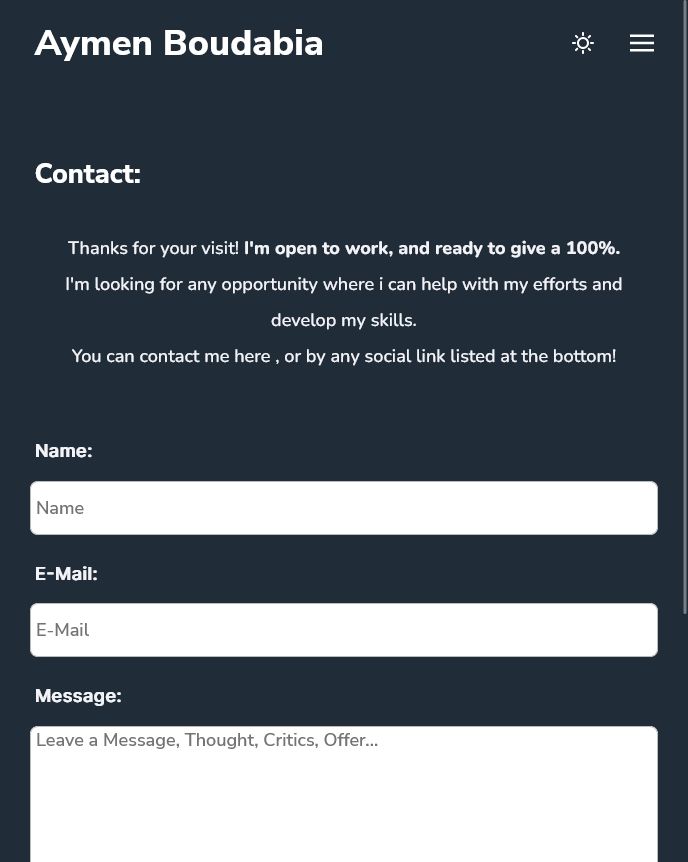 Aymen Boudabia
Contact:
Thanks for your visit! I'm open to work, and ready to give a 100%.
I'm looking for any opportunity where i can help with my efforts and
develop my skills.
You can contact me here , or by any social link listed at the bottom!
Name:
Name
E-Mail:
E-Mail
Message:
Leave a Message, Thought, Critics, Offer...